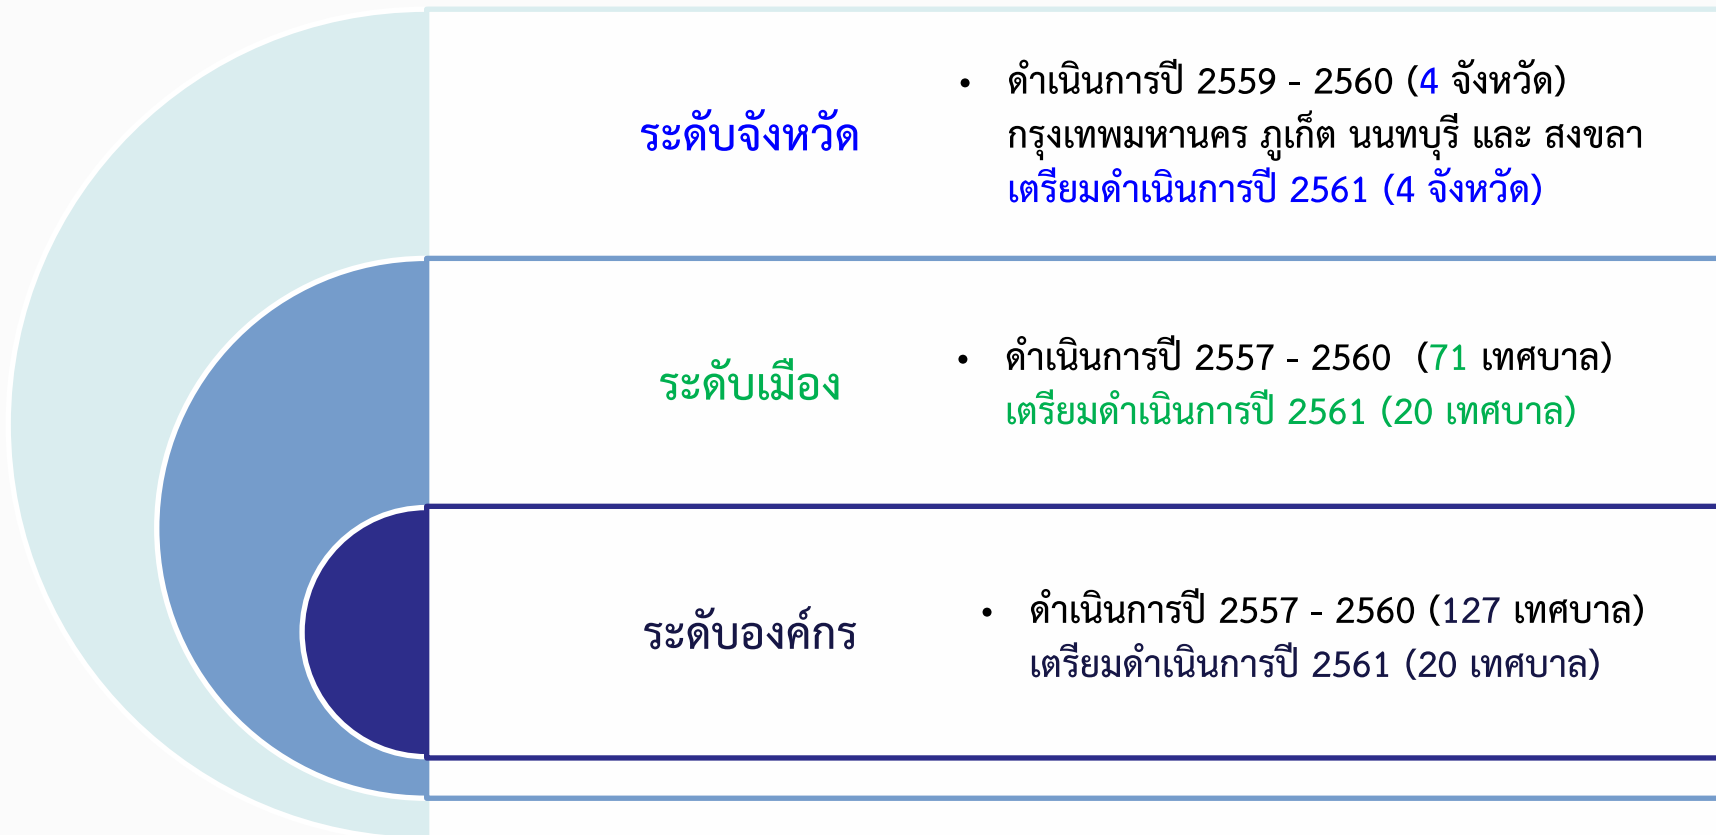 ระดับจังหวัด
• ดำเนินการปี 2559 - 2560 (4 จังหวัด)
กรุงเทพมหานคร ภูเก็ต นนทบุรี และ สงขลา
เตรียมดำเนินการปี 2561 (4 จังหวัด)
ระดับเมือง
• ดำเนินการปี 2557 - 2560 (71 เทศบาล)
เตรียมดำเนินการปี 2561 (20 เทศบาล)
ระดับองค์กร
• ดำเนินการปี 2557 - 2560 (127 เทศบาล)
เตรียมดำเนินการปี 2561 (20 เทศบาล)